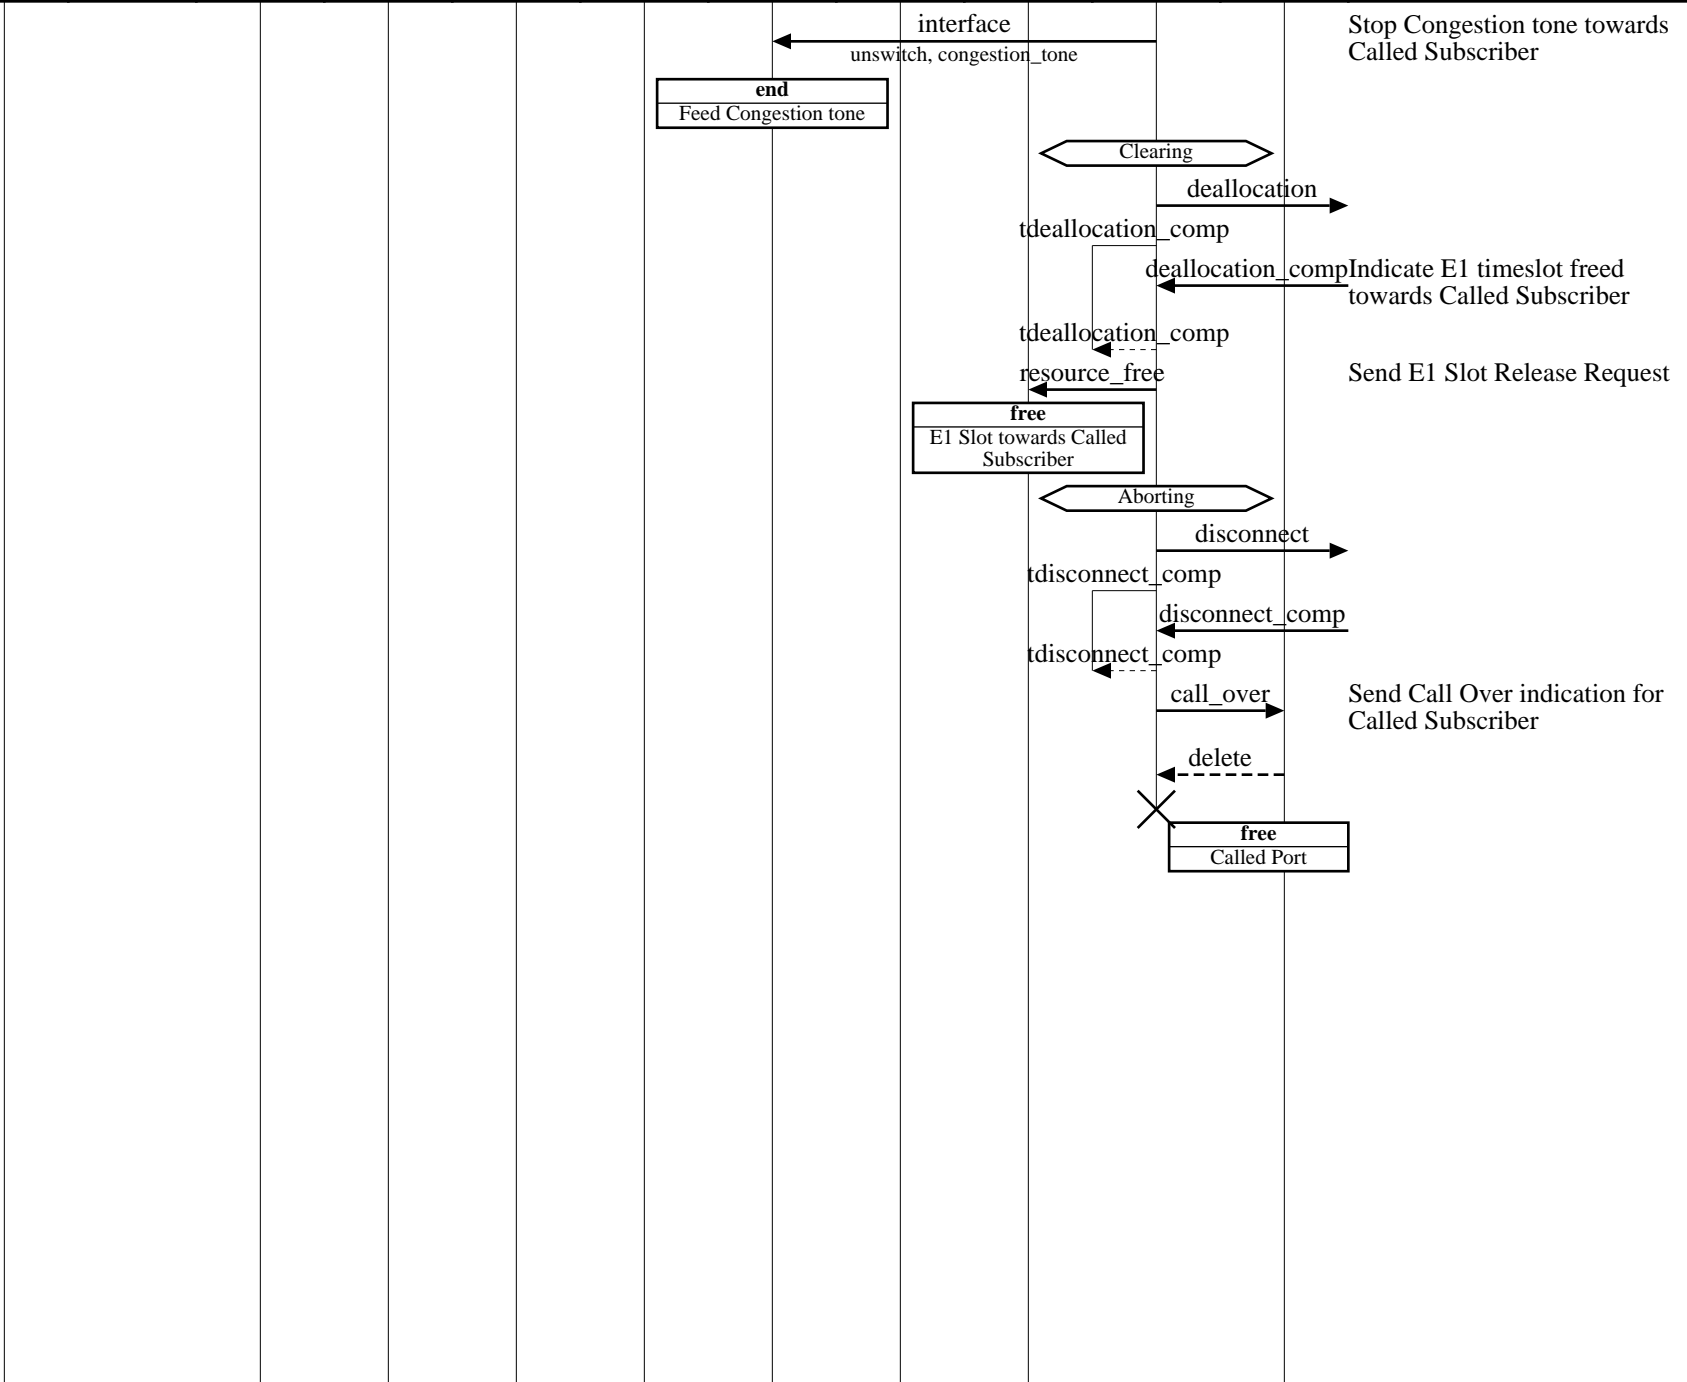 interface
Stop Congestion tone towards
Called Subscriber
unswitch, congestion_tone
end
Feed Congestion tone
Clearing
deallocation
tdeallocation_comp
deallocation_comp
Indicate E1 timeslot freed
towards Called Subscriber
tdeallocation_comp
resource_free
Send E1 Slot Release Request
free
E1 Slot towards Called
Subscriber
Aborting
disconnect
tdisconnect_comp
disconnect_comp
tdisconnect_comp
call_over
Send Call Over indication for
Called Subscriber
delete
free
Called Port